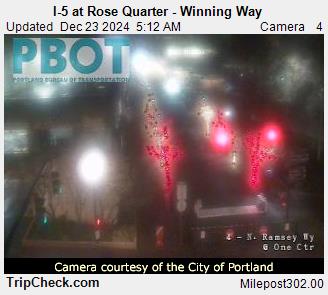 I-5 at Rose Quarter - Winning Way
Updated Dec 23 2024 5:12 AM Camera 4
PBOT
PORTLAND BUREAU OF TRANSPORTATION
4 - N. Ramsey Wy
@ One Ctr
Camera courtesy of the City of Portland
TripCheck.com Milepost302.00